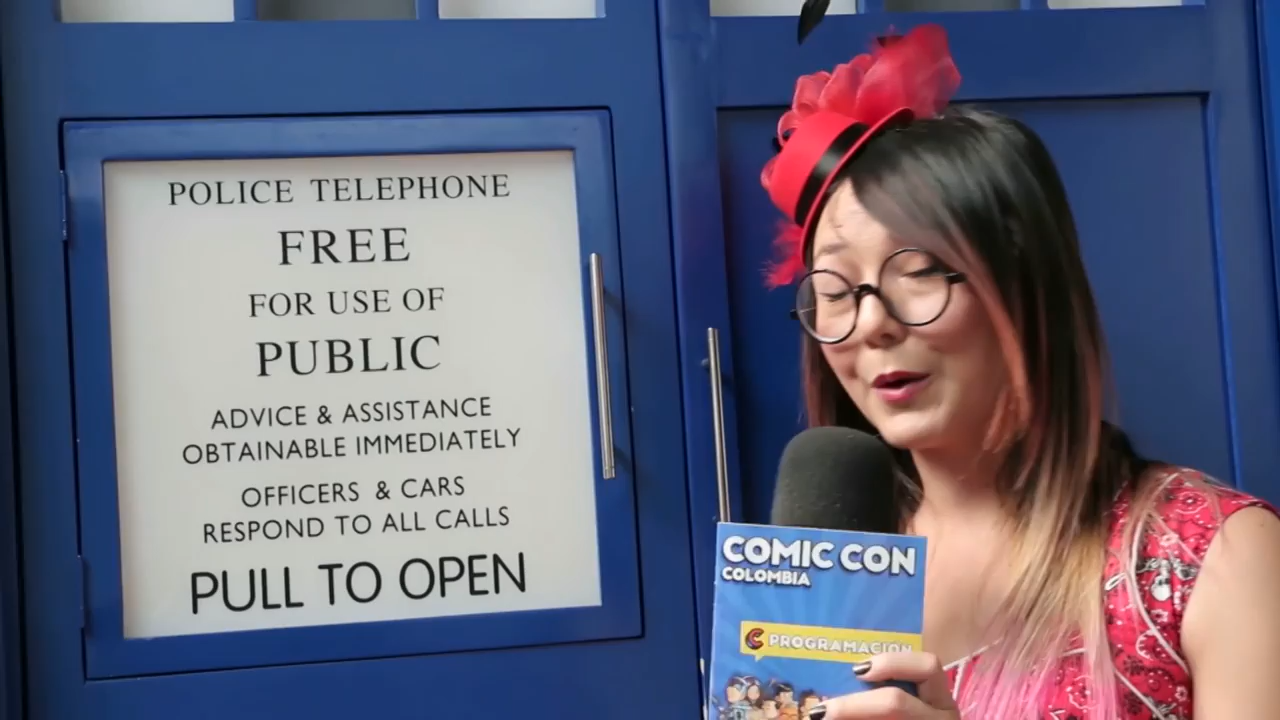 POLICE TELEPHONE
FREE
FOR USE OF
PUBLIC
ADVICE & ASSISTANCE
OBTAINABLE IMMEDIATELY
OFFICERS & CARS
RESPOND TO ALL CALLS
PULL TO OPEN
COMIC CON
COLOMBIA
C PROGRAMACIÓN